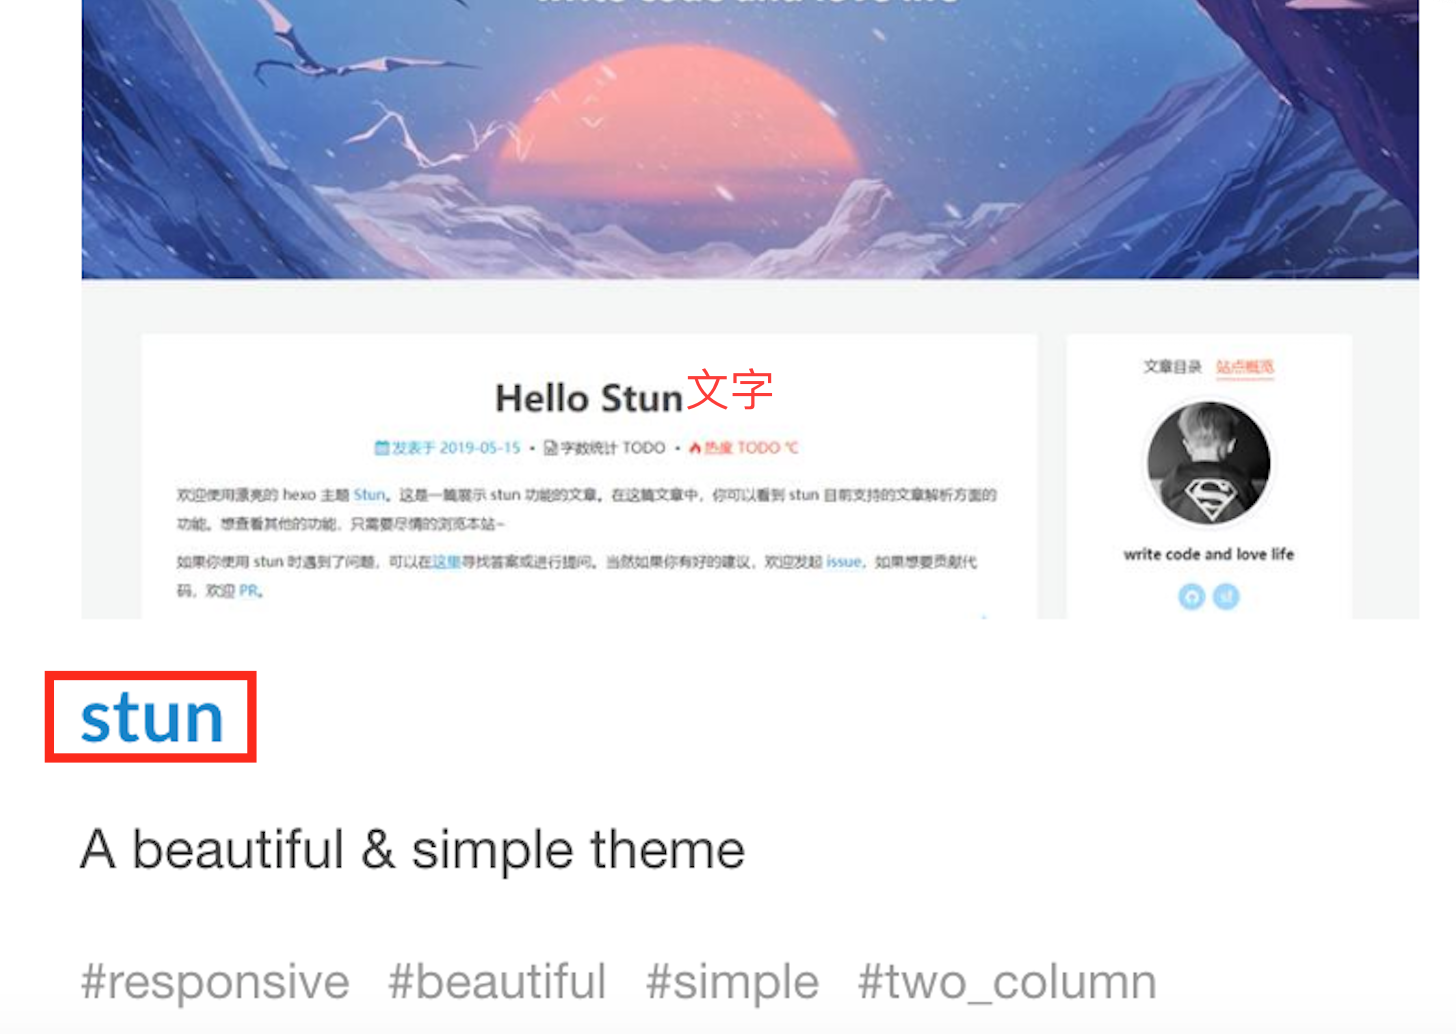 write code and love life
Hello Stun文字
发表于 2019-05-15 • 字数统计 TODO • 热度 TODO ℃
欢迎使用漂亮的 hexo 主题 Stun。这是一篇展示 stun 功能的文章。在这篇文章中，你可以看到 stun 目前支持的文章解析方面的
功能。想查看其他的功能，只需要尽情的浏览本站~
如果你使用 stun 时遇到了问题，可以在这里寻找答案或进行提问。当然如果你有好的建议，欢迎发起 issue，如果想要贡献代
码，欢迎 PR。
文章目录 站点概览
write code and love life
stun
A beautiful & simple theme
#responsive #beautiful #simple #two_column